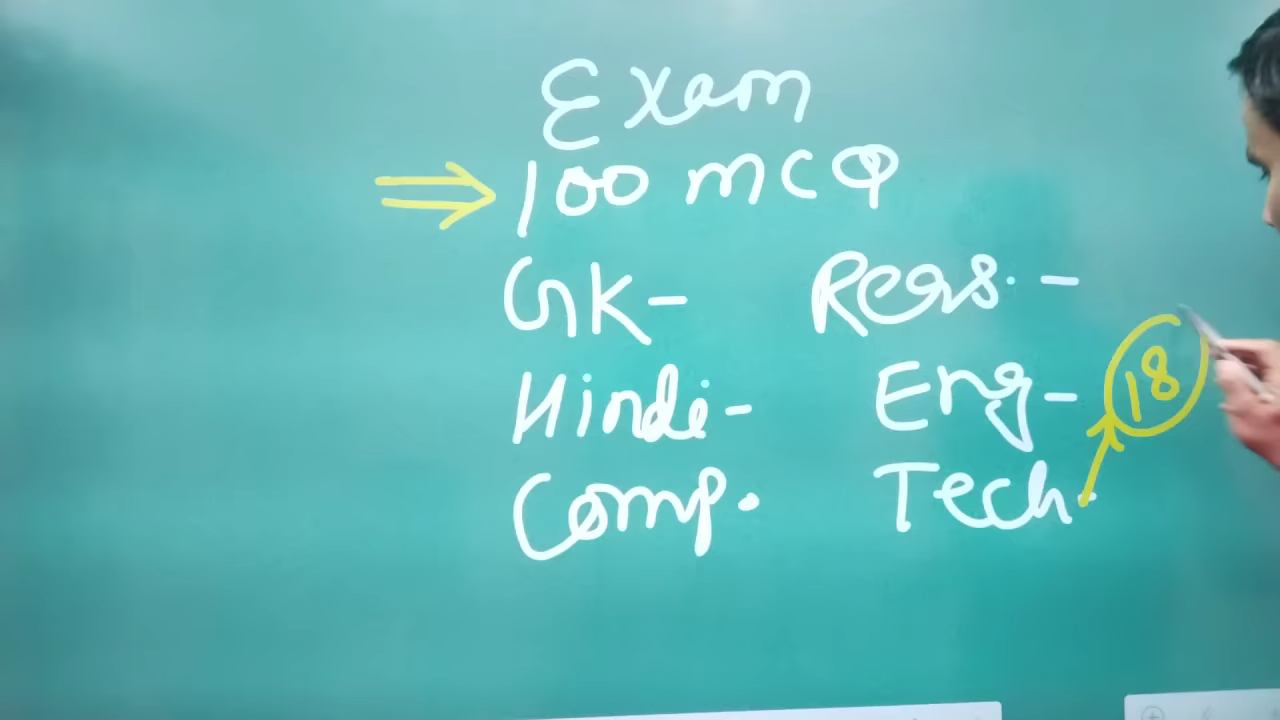 Exam
100 MCQ
GK- Reas. -
Hindi- Eng-
18
Comp. Tech.